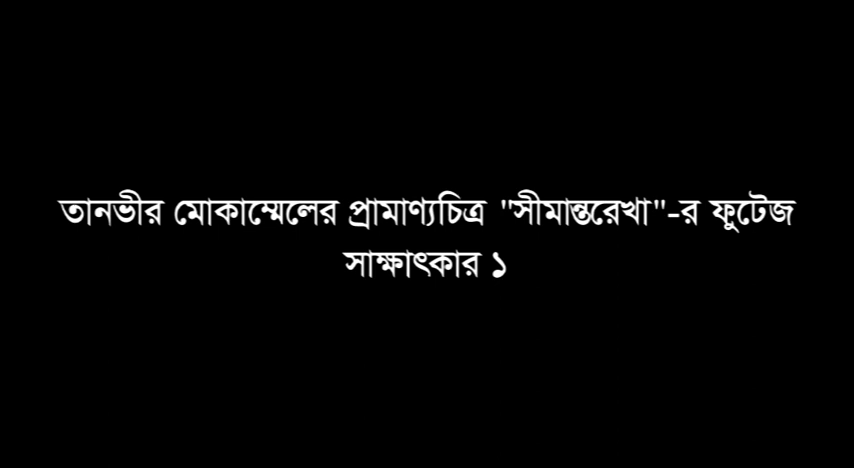 তানভীর মোকাম্মেলের প্রামাণ্যচিত্র "সীমান্তরেখা"-র ফুটেজ
সাক্ষাৎকার ১